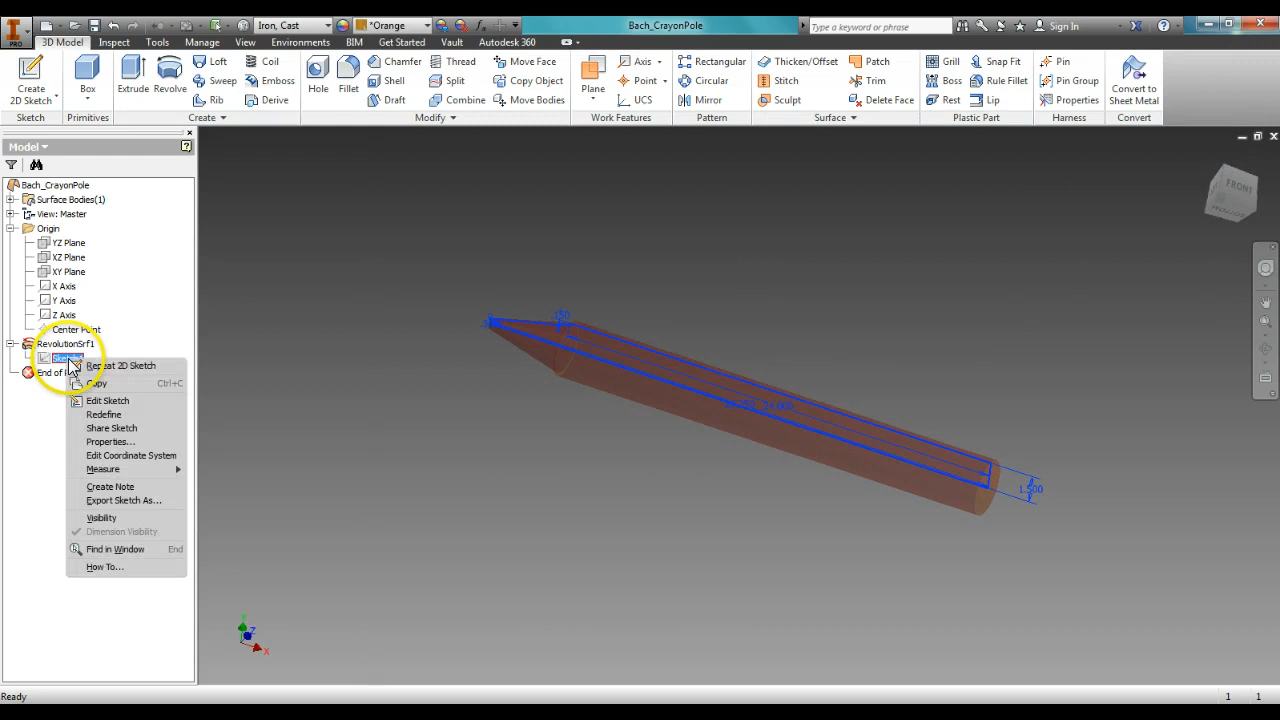 Iron, Cast
*Orange
Bach_CrayonPole
Type a keyword or phrase
Sign In
PRO
3D Model
Inspect
Tools
Manage
View
Environments
BIM
Get Started
Vault
Autodesk 360
Create
2D Sketch
Box
Extrude
Revolve
Loft
Sweep
Rib
Coil
Emboss
Derive
Hole
Fillet
Chamfer
Shell
Draft
Thread
Split
Combine
Move Face
Copy Object
Move Bodies
Plane
Axis
Point
UCS
Rectangular
Circular
Mirror
Thicken/Offset
Stitch
Sculpt
Patch
Trim
Delete Face
Grill
Boss
Rest
Snap Fit
Rule Fillet
Lip
Pin
Pin Group
Properties
Convert to
Sheet Metal
Sketch
Primitives
Create
Modify
Work Features
Pattern
Surface
Plastic Part
Harness
Convert
Model
Bach_CrayonPole
Surface Bodies(1)
View: Master
Origin
YZ Plane
XZ Plane
XY Plane
X Axis
Y Axis
Z Axis
Center Point
RevolutionSrf1
End of
Repeat 2D Sketch
Copy Ctrl+C
Edit Sketch
Redefine
Share Sketch
Properties...
Edit Coordinate System
Measure
Create Note
Export Sketch As...
Visibility
Dimension Visibility
Find in Window End
How To...
FRONT
.150
1.500
Y
Z
X
Ready
1 1